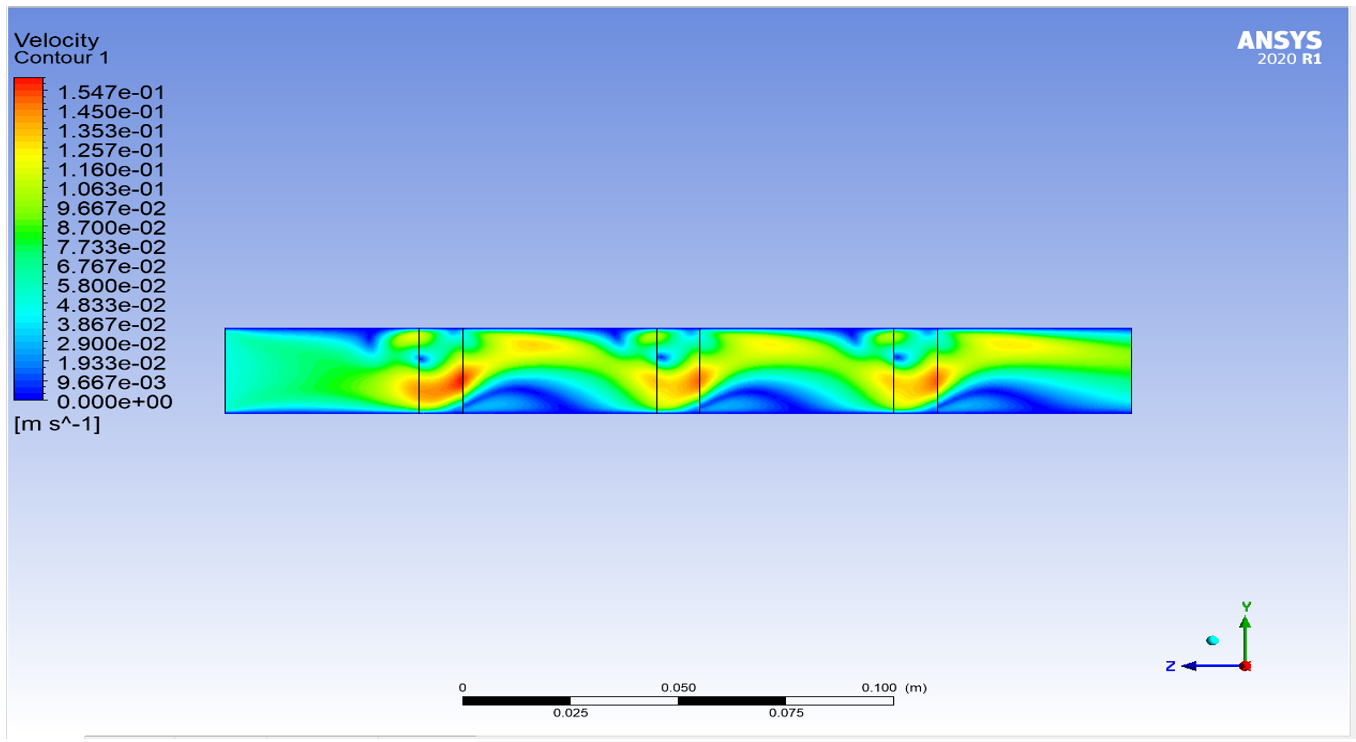 Velocity
Contour 1
ANSYS
2020 R1
1.547e-01
1.450e-01
1.353e-01
1.257e-01
1.160e-01
1.063e-01
9.667e-02
8.700e-02
7.733e-02
6.767e-02
5.800e-02
4.833e-02
3.867e-02
2.900e-02
1.933e-02
9.667e-03
0.000e+00
[m s^-1]
Y
Z
0 0.050 0.100 (m)
0.025 0.075